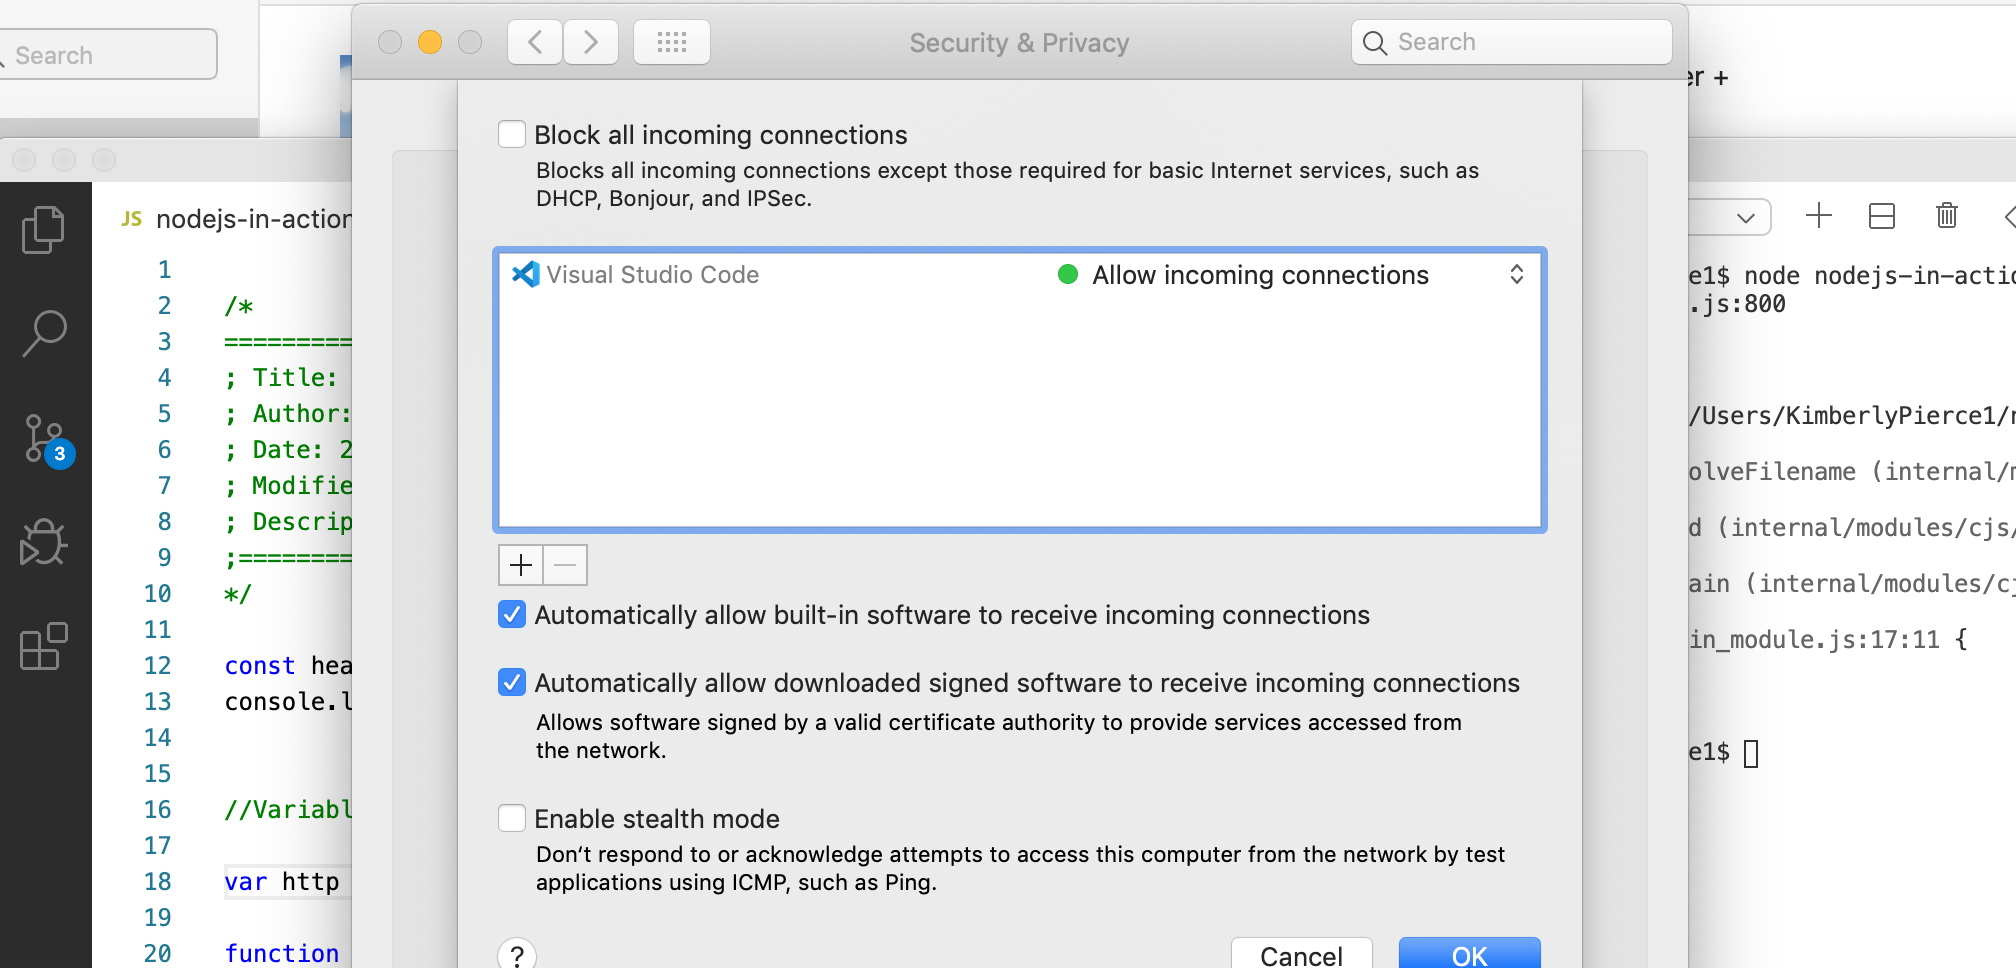 Search
Security & Privacy
Search
er +
Block all incoming connections
Blocks all incoming connections except those required for basic Internet services, such as
DHCP, Bonjour, and IPSec.
Visual Studio Code
Allow incoming connections
Automatically allow built-in software to receive incoming connections
Automatically allow downloaded signed software to receive incoming connections
Allows software signed by a valid certificate authority to provide services accessed from
the network.
Enable stealth mode
Don't respond to or acknowledge attempts to access this computer from the network by test
applications using ICMP, such as Ping.
?
Cancel
OK
3
JS nodejs-in-action
1
2 /*
3 =========
4 ; Title:
5 ; Author:
6 ; Date: 2
7 ; Modifie
8 ; Descrip
9 ;========
10 */
11
12 const hea
13 console.l
14
15
16 //Variabl
17
18 var http
19
20 function
e1$ node nodejs-in-actio
.js:800
/Users/KimberlyPierce1/n
olveFilename (internal/m
d (internal/modules/cjs/
ain (internal/modules/cj
in_module.js:17:11 {
e1$